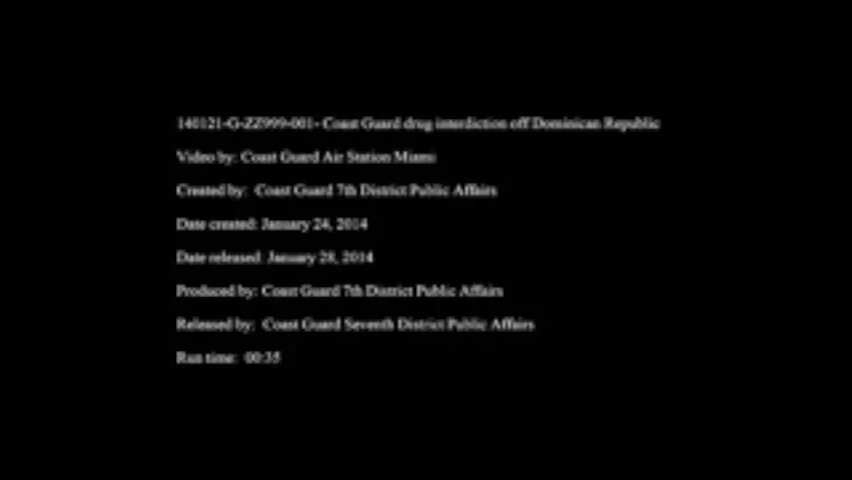 140121-G-ZZ999-001- Coast Guard drug interdiction off Dominican Republic
Video by: Coast Guard Air Station Miami
Created by: Coast Guard 7th District Public Affairs
Date created: January 24, 2014
Date released: January 28, 2014
Produced by: Coast Guard 7th District Public Affairs
Released by: Coast Guard Seventh District Public Affairs
Run time: 00:35